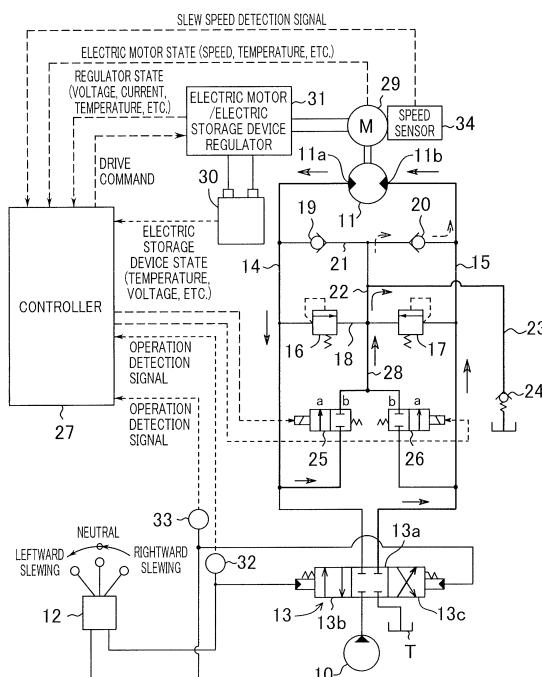 SLEW SPEED DETECTION SIGNAL
ELECTRIC MOTOR STATE (SPEED, TEMPERATURE, ETC.)
REGULATOR STATE
(VOLTAGE, CURRENT,
TEMPERATURE, ETC.)
31
29
ELECTRIC MOTOR
/ELECTRIC
STORAGE DEVICE
REGULATOR
M
SPEED
SENSOR
34
DRIVE
COMMAND
11a
11b
30
11
19
20
21
14
15
ELECTRIC
STORAGE
DEVICE STATE
(TEMPERATURE,
VOLTAGE, ETC.)
CONTROLLER
22
16
18
17
23
OPERATION
DETECTION
SIGNAL
28
24
27
OPERATION
DETECTION
SIGNAL
a b
b a
25
26
33
NEUTRAL
LEFTWARD
SLEWING
RIGHTWARD
SLEWING
32
13a
12
13
13b
13c
T
10